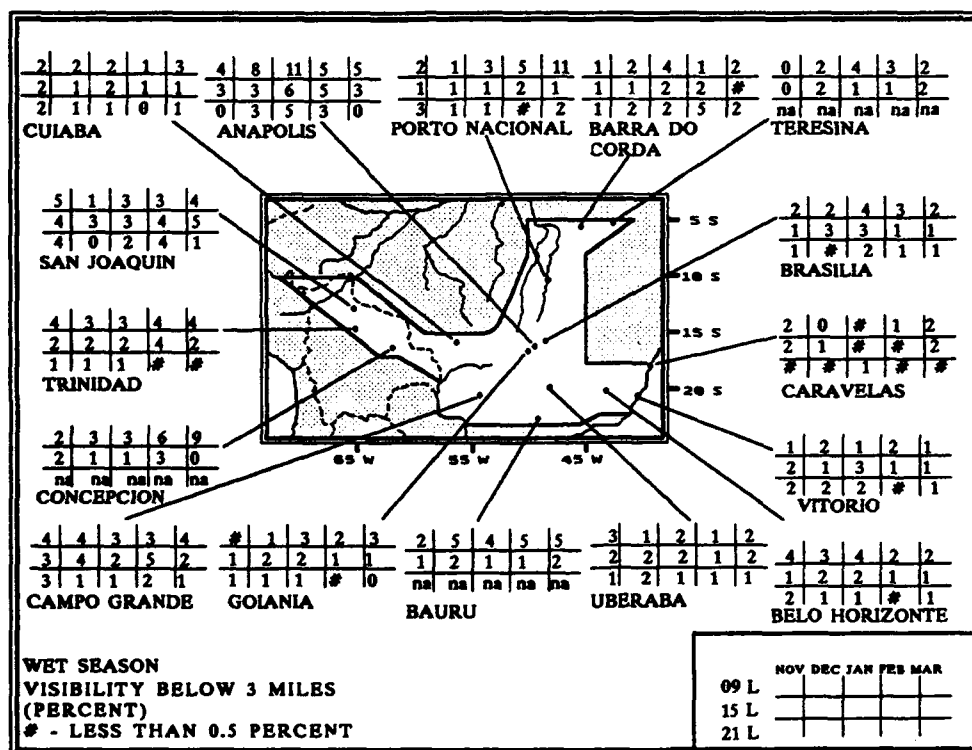 2 2 2 1 3
2 1 2 1 1
2 1 1 0 1
CUIABA
4 8 11 5 5
3 3 6 5 3
0 3 5 3 0
ANAPOLIS
2 1 3 5 11
1 1 1 2 1
3 1 1 # 2
PORTO NACIONAL
1 2 4 1 2
1 1 2 2 #
1 2 2 5 2
BARRA DO
CORDA
0 2 4 3 2
0 2 1 1 2
na na na na na
TERESINA
5 1 3 3 4
4 3 3 4 5
4 0 2 4 1
SAN JOAQUIN
2 2 4 3 2
1 3 3 1 1
1 # 2 1 1
BRASILIA
4 3 3 4 4
2 2 2 4 2
1 1 1 # #
TRINIDAD
2 0 # 1 2
2 1 # # 2
# # 1 # #
CARAVELAS
5 S
10 S
15 S
20 S
65 W 55 W 45 W
2 3 3 6 9
2 1 1 3 0
na na na na na
CONCEPCION
1 2 1 2 1
2 1 3 1 1
2 2 2 # 1
VITORIO
4 4 3 3 4
3 4 2 5 2
3 1 1 2 1
CAMPO GRANDE
# 1 3 2 3
1 2 2 1 1
1 1 1 # 0
GOIANIA
2 5 4 5 5
1 2 1 1 2
na na na na na
BAURU
3 1 2 1 2
2 2 2 1 2
1 2 1 1 1
UBERABA
4 3 4 2 2
1 2 2 1 1
2 1 1 # 1
BELO HORIZONTE
WET SEASON
VISIBILITY BELOW 3 MILES
(PERCENT)
# - LESS THAN 0.5 PERCENT
NOV DEC JAN FEB MAR
09 L
15 L
21 L